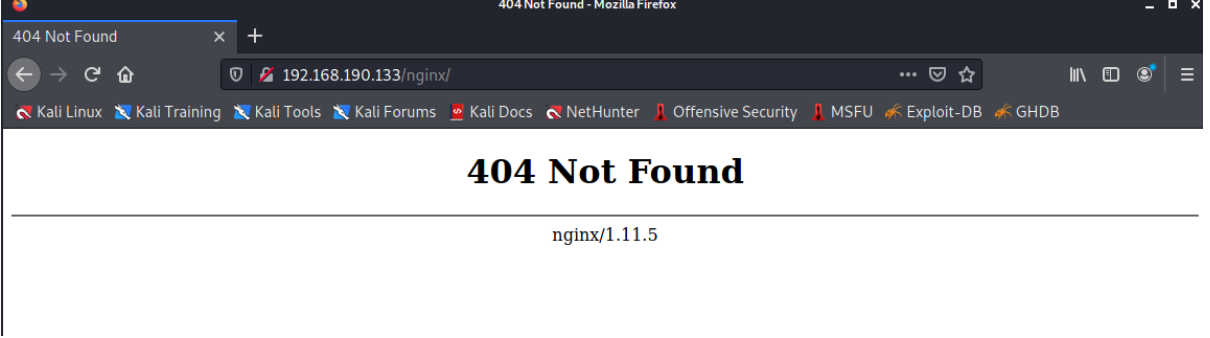 404 Not Found - Mozilla Firefox
404 Not Found
192.168.190.133/nginx/
Kali Linux Kali Training Kali Tools Kali Forums Kali Docs NetHunter Offensive Security MSFU Exploit-DB GHDB
404 Not Found
nginx/1.11.5